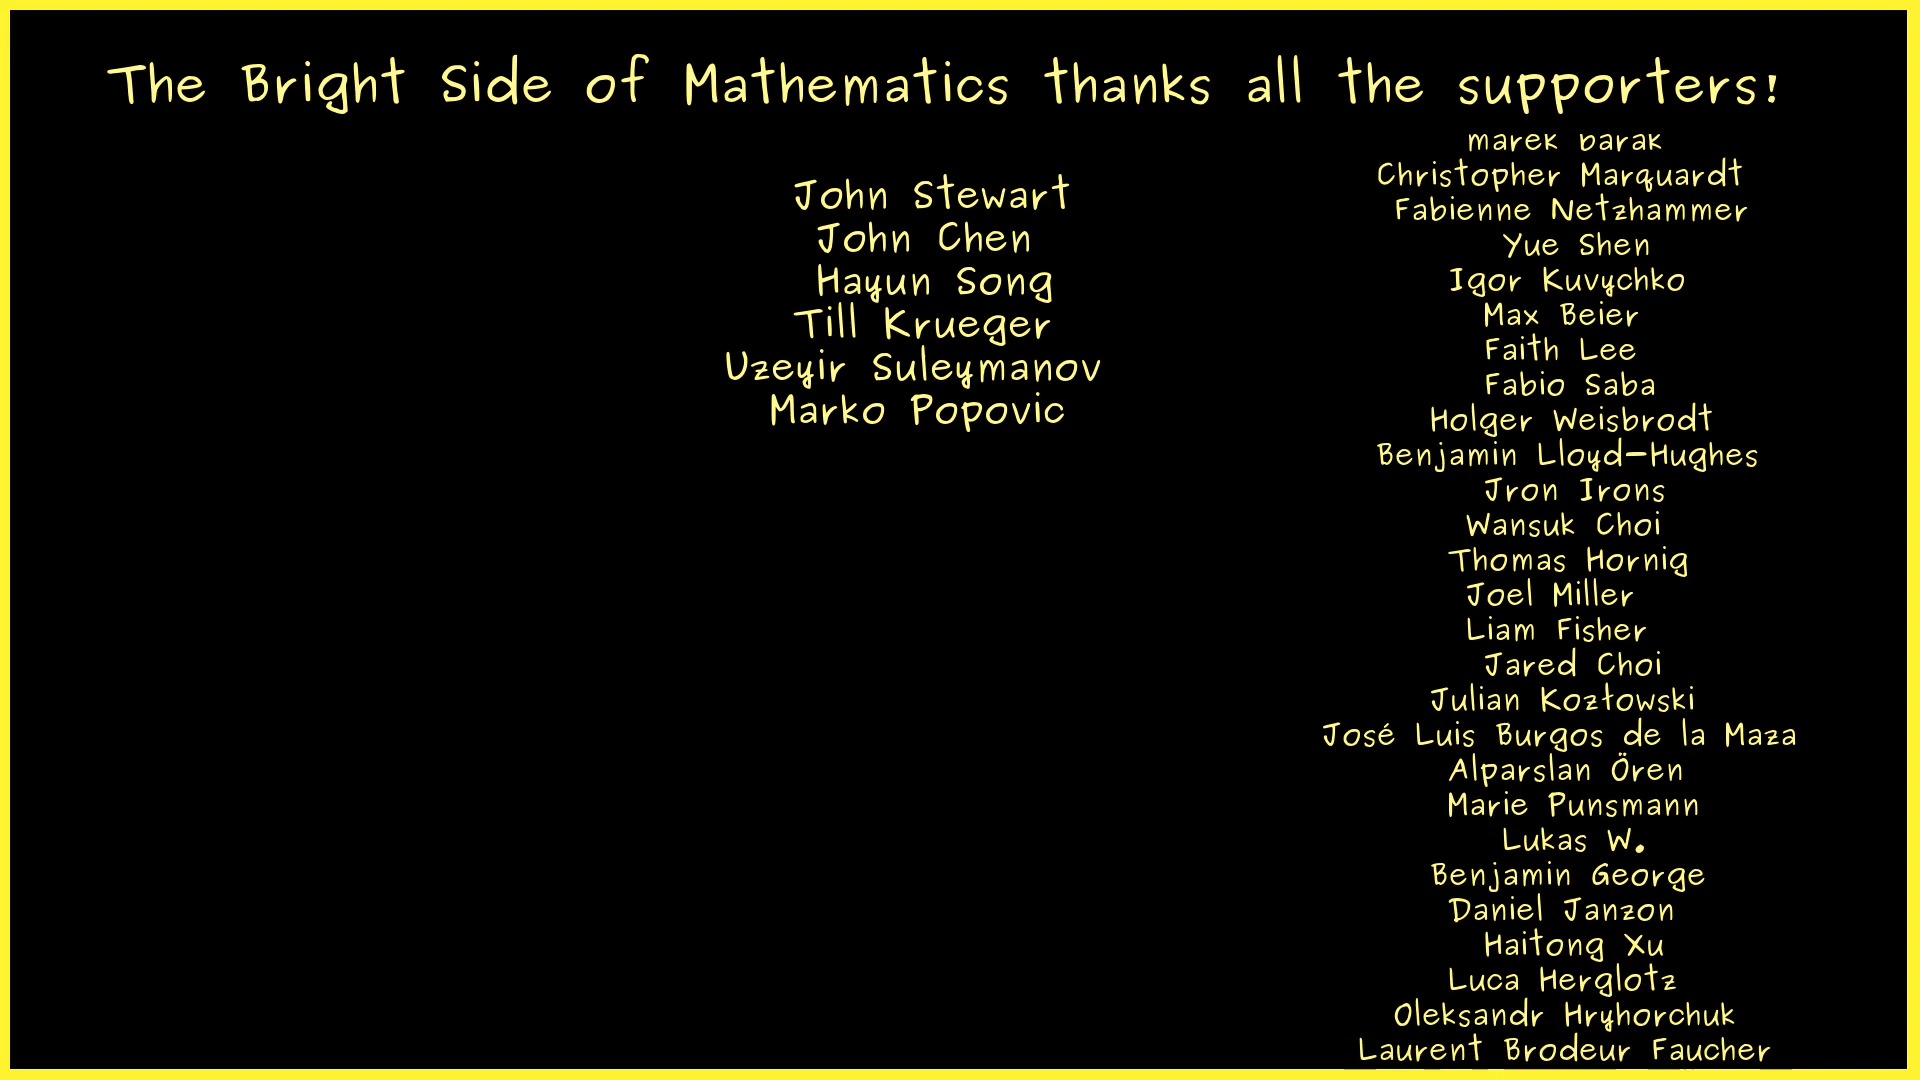 The Bright Side of Mathematics thanks all the supporters!
John Stewart
John Chen
Hayun Song
Till Krueger
Uzeyir Suleymanov
Marko Popovic
marek barak
Christopher Marquardt
Fabienne Netzhammer
Yue Shen
Igor Kuvychko
Max Beier
Faith Lee
Fabio Saba
Holger Weisbrodt
Benjamin Lloyd-Hughes
Jron Irons
Wansuk Choi
Thomas Hornig
Joel Miller
Liam Fisher
Jared Choi
Julian Kozłowski
José Luis Burgos de la Maza
Alparslan Ören
Marie Punsmann
Lukas W.
Benjamin George
Daniel Janzon
Haitong Xu
Luca Herglotz
Oleksandr Hryhorchuk
Laurent Brodeur Faucher